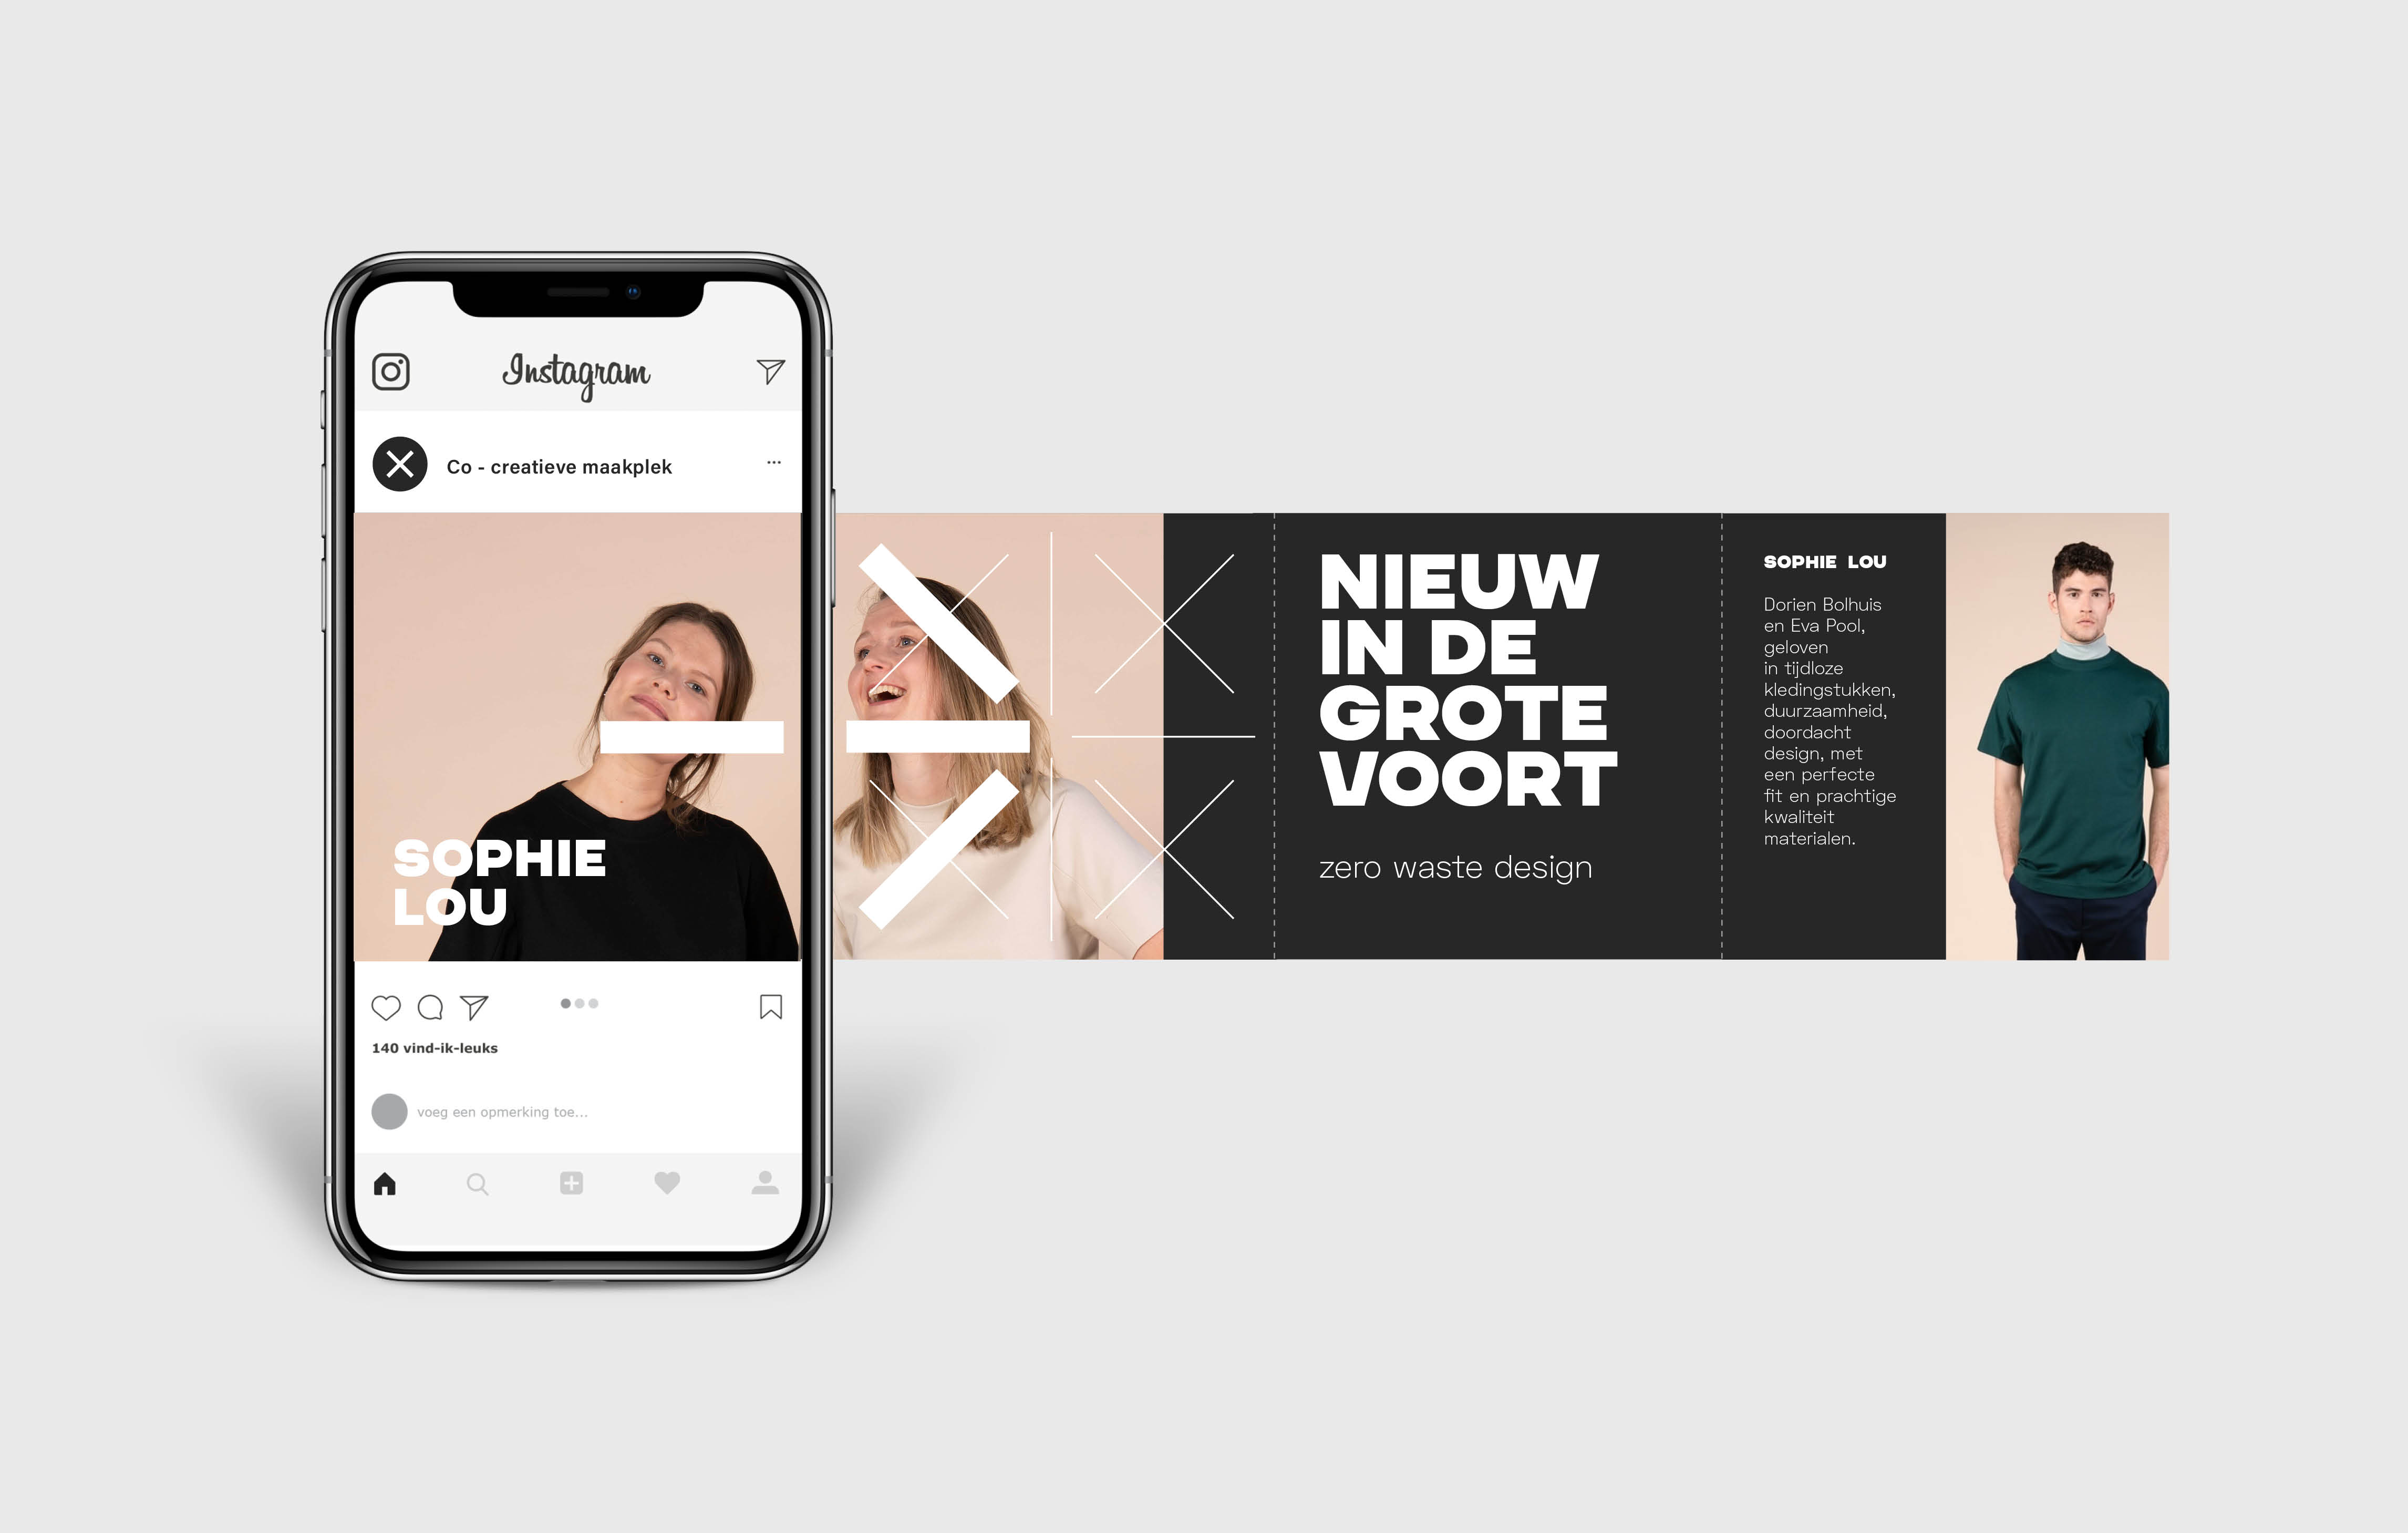 Instagram
Co - creatieve maakplek
SOPHIE
LOU
140 vind-ik-leuks
voeg een opmerking toe...
NIEUW
IN DE
GROTE
VOORT
zero waste design
SOPHIE LOU
Dorien Bolhuis
en Eva Pool,
geloven
in tijdloze
kledingstukken,
duurzaamheid,
doordacht
design, met
een perfecte
fit en prachtige
kwaliteit
materialen.